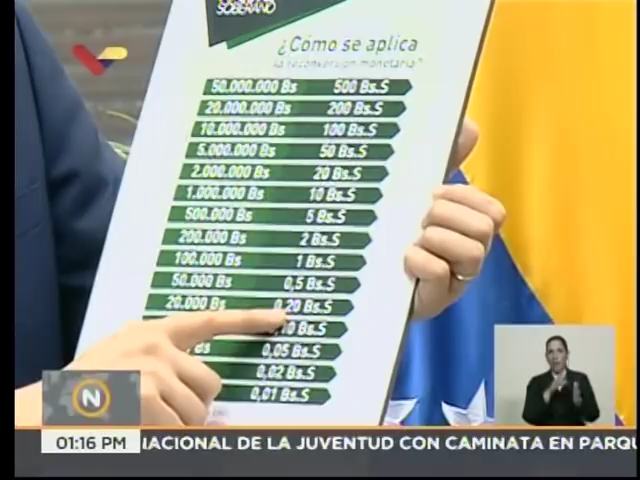 SOBERANO
¿Cómo se aplica
la reconversión monetaria?
50.000.000 Bs 500 Bs.S
20.000.000 Bs 200 Bs.S
10.000.000 Bs 100 Bs.S
5.000.000 Bs 50 Bs.S
2.000.000 Bs 20 Bs.S
1.000.000 Bs 10 Bs.S
500.000 Bs 5 Bs.S
200.000 Bs 2 Bs.S
100.000 Bs 1 Bs.S
50.000 Bs 0,5 Bs.S
20.000 Bs 0,20 Bs.S
Bs.S
Bs 0,05 Bs.S
0,02 Bs.S
0,01 Bs.S
N
01:16 PM IACIONAL DE LA JUVENTUD CON CAMINATA EN PARQU